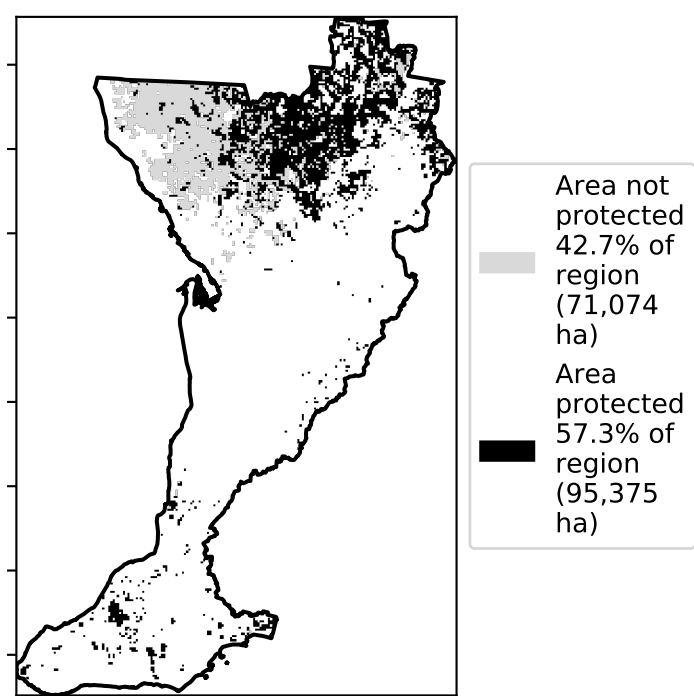 Area not
protected
42.7% of
region
(71,074
ha)
Area
protected
57.3% of
region
(95,375
ha)